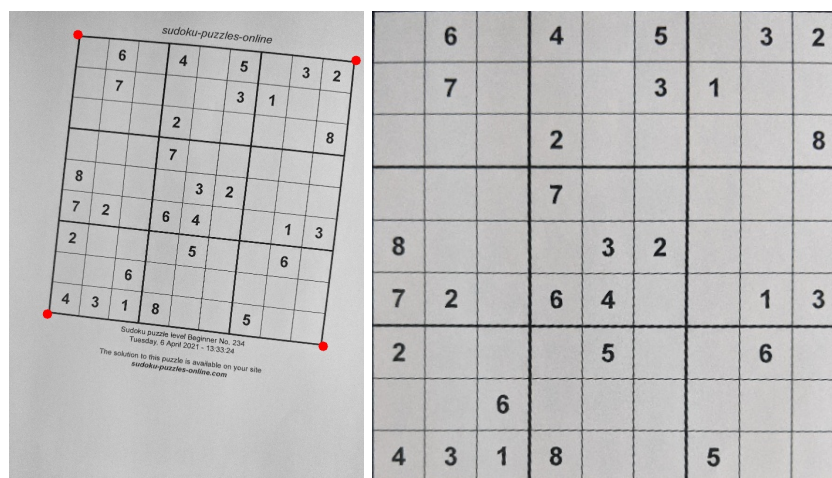 sudoku-puzzles-online
6 4 5 3 2
7 3 1
2 8
7
8 3 2
7 2 6 4 1 3
2 5 6
6
4 3 1 8 5
Sudoku puzzle level Beginner No. 234
Tuesday, 6 April 2021 - 13:33:24
The solution to this puzzle is available on your site
sudoku-puzzles-online.com
6 4 5 3 2
7 3 1
2 8
7
8 3 2
7 2 6 4 1 3
2 5 6
6
4 3 1 8 5